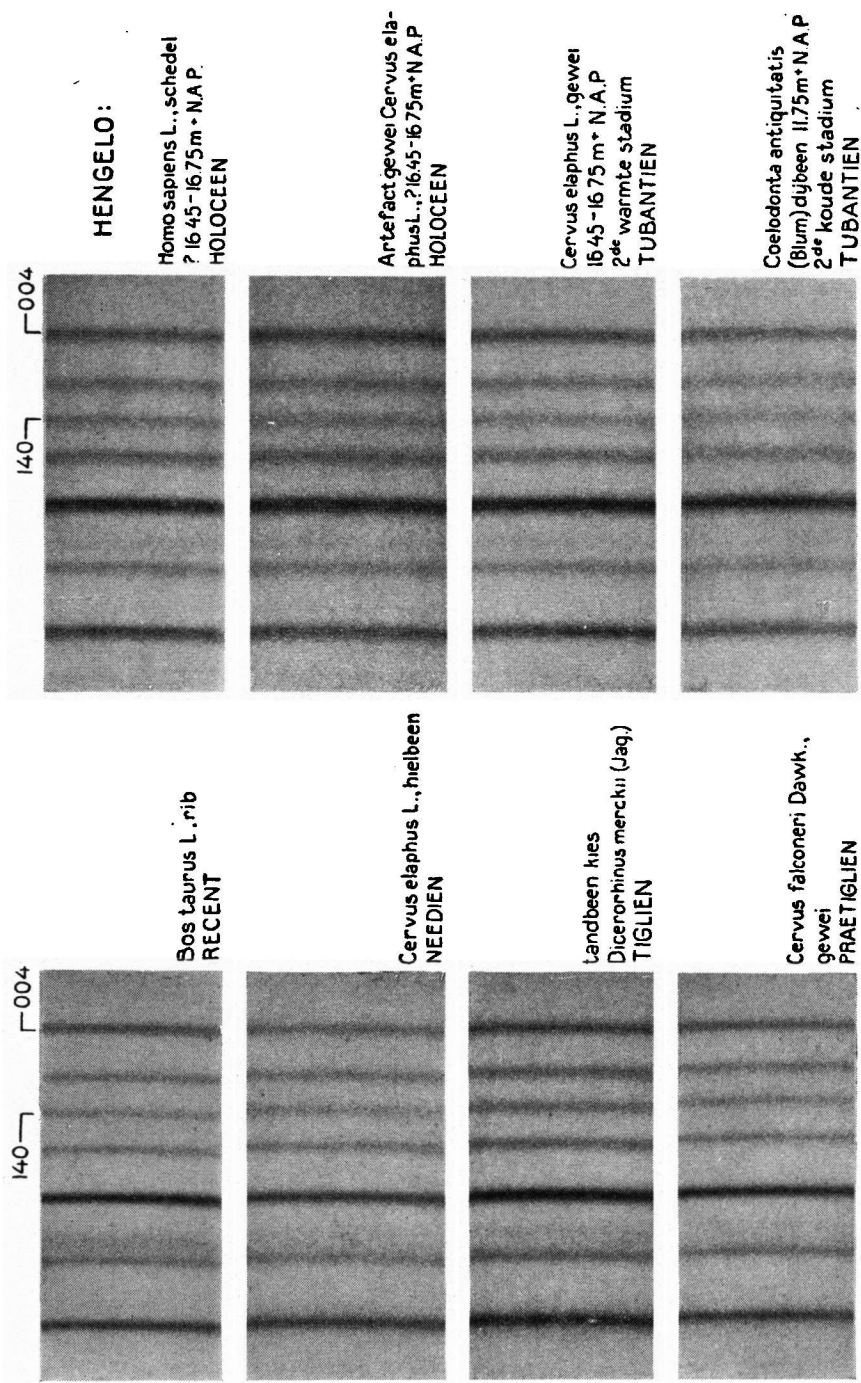 HENGELO:
140
004
Homo sapiens L., schedel
? 16.45-16.75 m + N.A.P.
HOLOCEEN
Artefact gewei Cervus ela-
phus L., ? 16.45-16.75 m + N.A.P
HOLOCEEN
Cervus elaphus L., gewei
16.45-16.75 m + N.A.P
2de warmte stadium
TUBANTIEN
Coelodonta antiquitatis
(Blum) dijbeen 11.75 m + N.A.P
2de koude stadium
TUBANTIEN
140
004
Bos taurus L. rib
RECENT
Cervus elaphus L., hielbeen
NEEDIEN
tandbeen kies
Dicerorhinus merckii (Jag.)
TIGLIEN
Cervus falconeri Dawk.,
gewei
PRAETIGLIEN